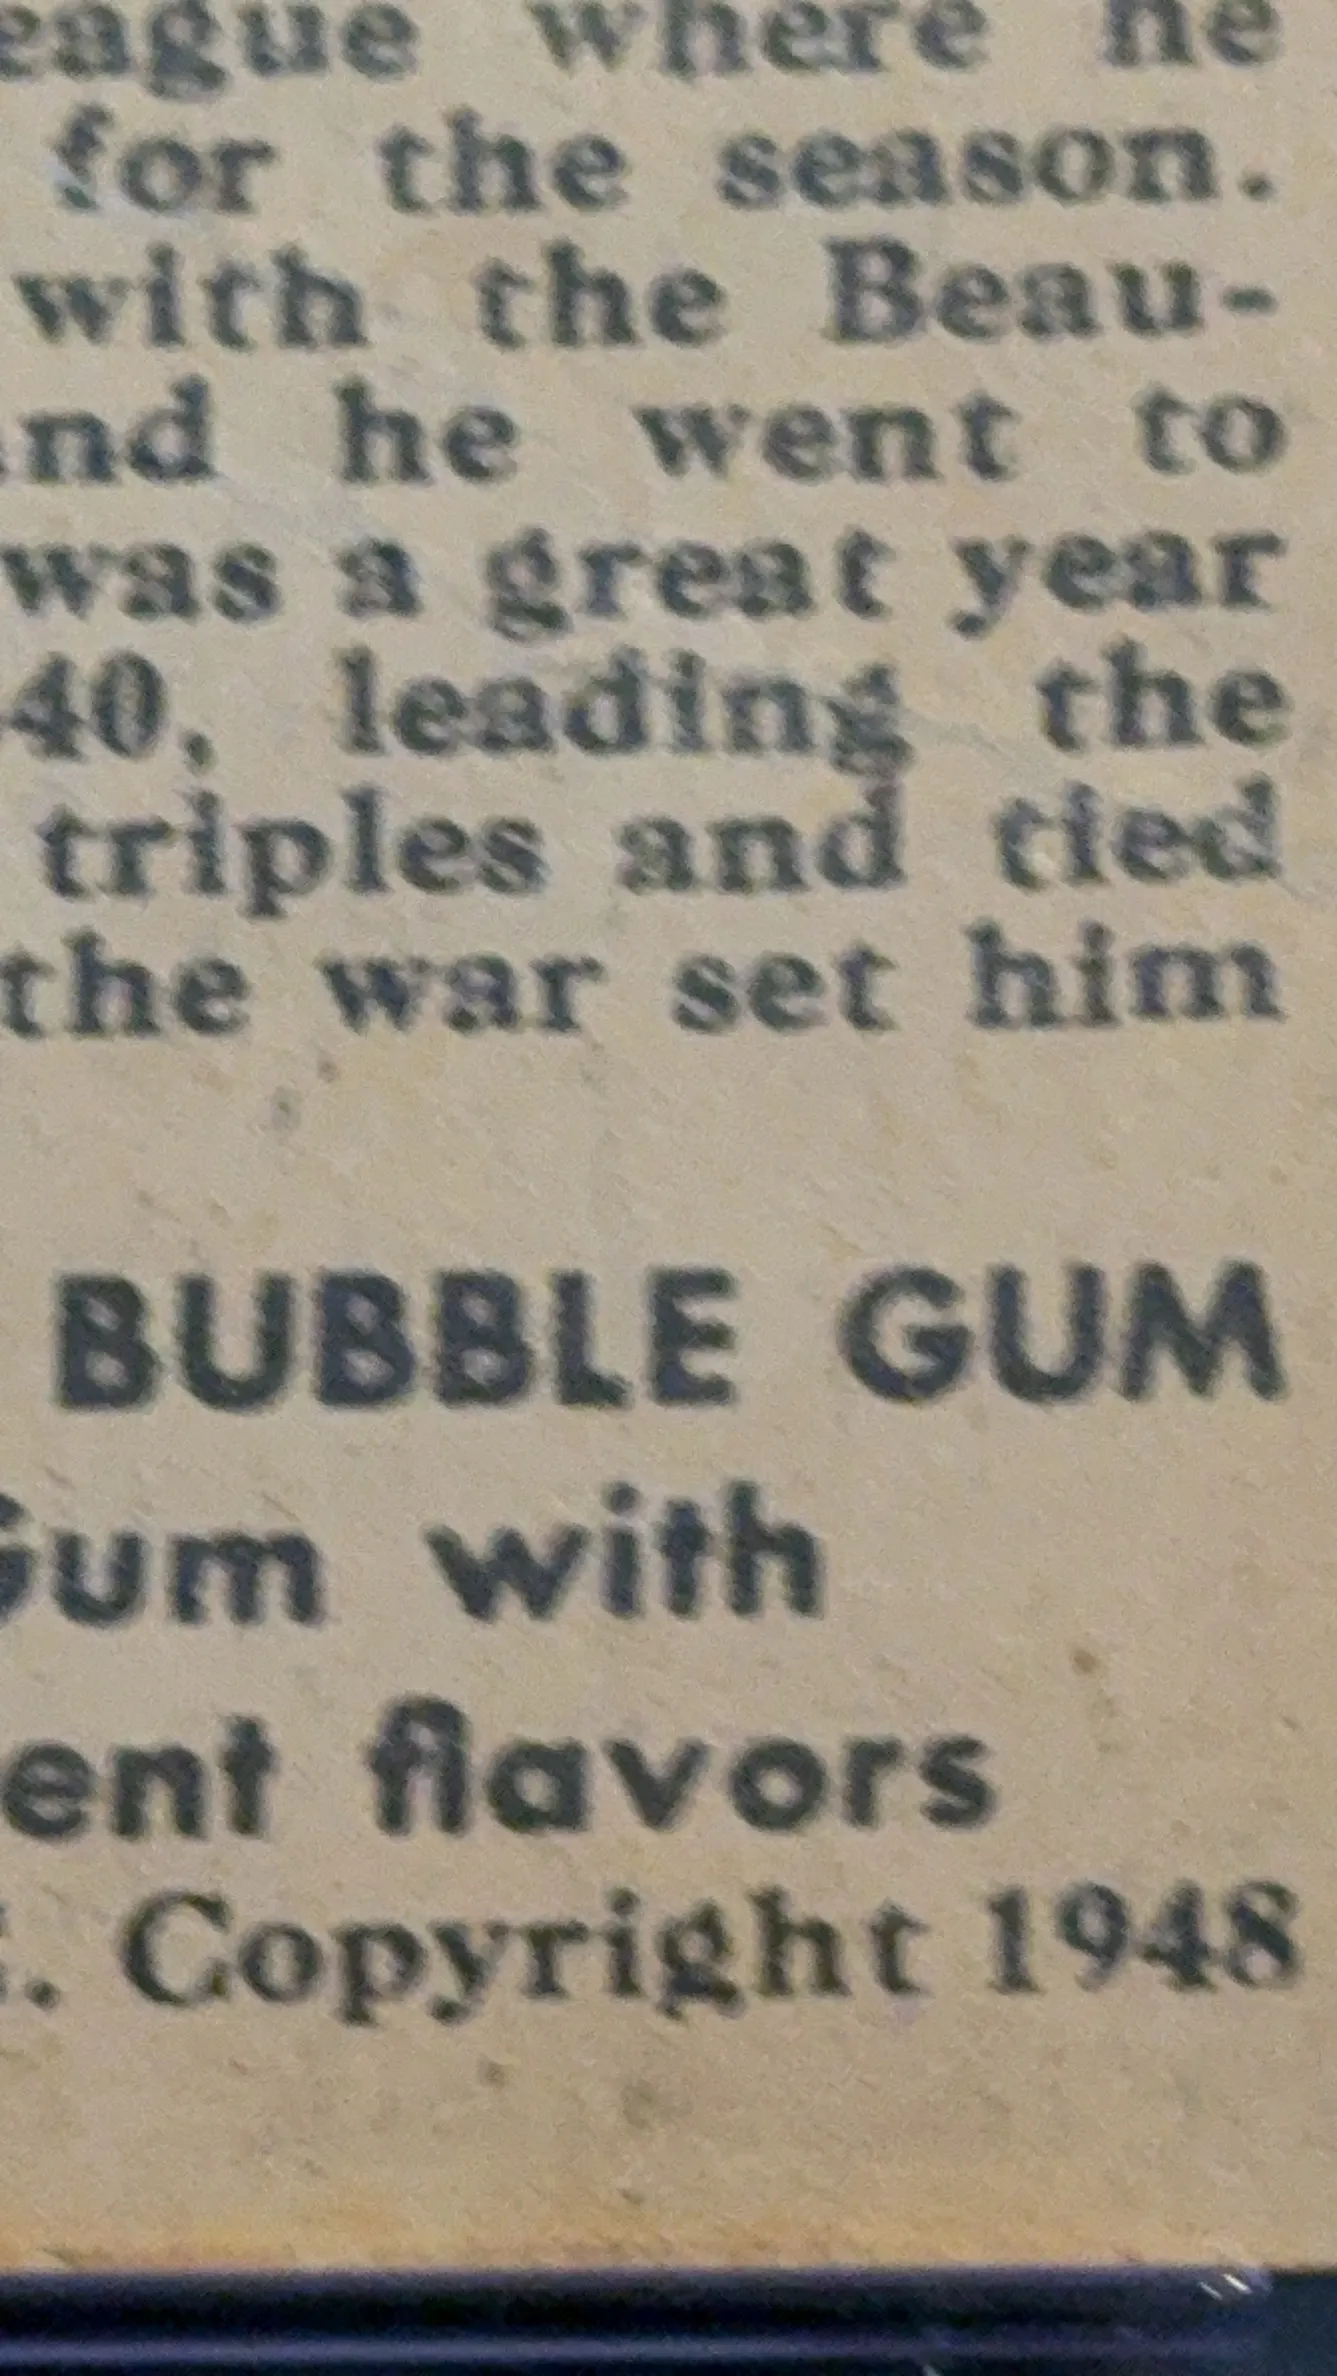 eague where he
for the season.
with the Beau-
nd he went to
was a great year
40, leading the
triples and tied
the war set him
BUBBLE GUM
Gum with
ent flavors
. Copyright 1948